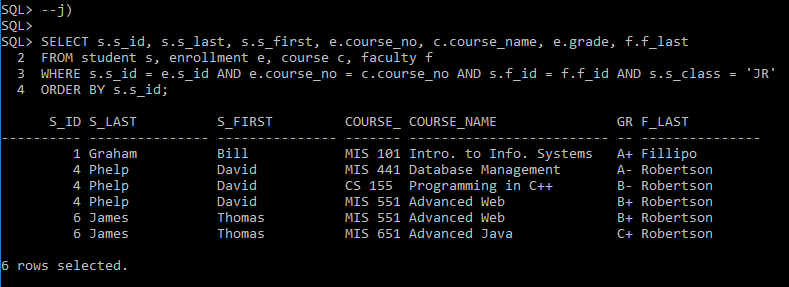 SQL> --j)
SQL>
SQL> SELECT s.s_id, s.s_last, s.s_first, e.course_no, c.course_name, e.grade, f.f_last
  2  FROM student s, enrollment e, course c, faculty f
  3  WHERE s.s_id = e.s_id AND e.course_no = c.course_no AND s.f_id = f.f_id AND s.s_class = 'JR'
  4  ORDER BY s.s_id;
      S_ID S_LAST          S_FIRST         COURSE_ COURSE_NAME               GR F_LAST
---------- --------------- --------------- ------- ------------------------- -- ---------------
         1 Graham          Bill            MIS 101 Intro. to Info. Systems   A+ Fillipo
         4 Phelp           David           MIS 441 Database Management       A- Robertson
         4 Phelp           David           CS 155  Programming in C++        B- Robertson
         4 Phelp           David           MIS 551 Advanced Web              B+ Robertson
         6 James           Thomas          MIS 551 Advanced Web              B+ Robertson
         6 James           Thomas          MIS 651 Advanced Java             C+ Robertson
6 rows selected.